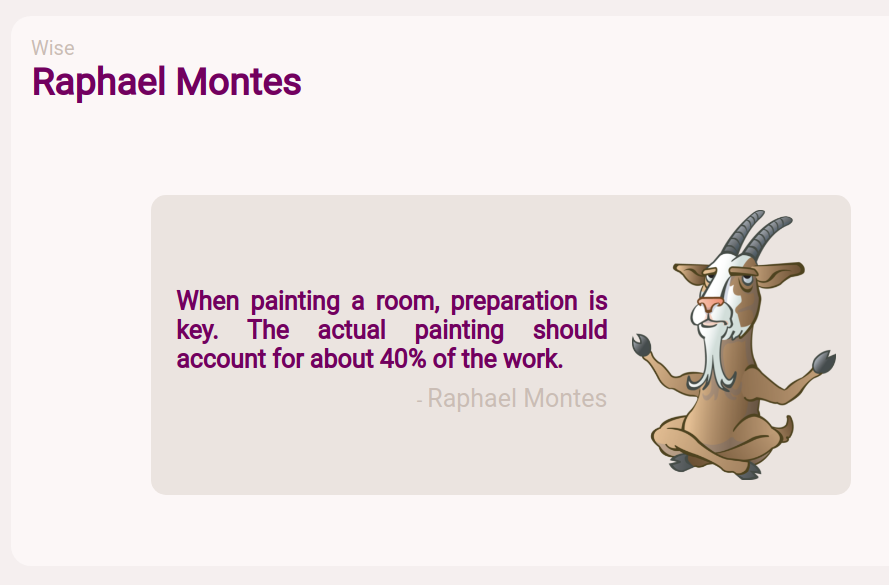 Wise
Raphael Montes
When painting a room, preparation is
key. The actual painting should
account for about 40% of the work.
- Raphael Montes